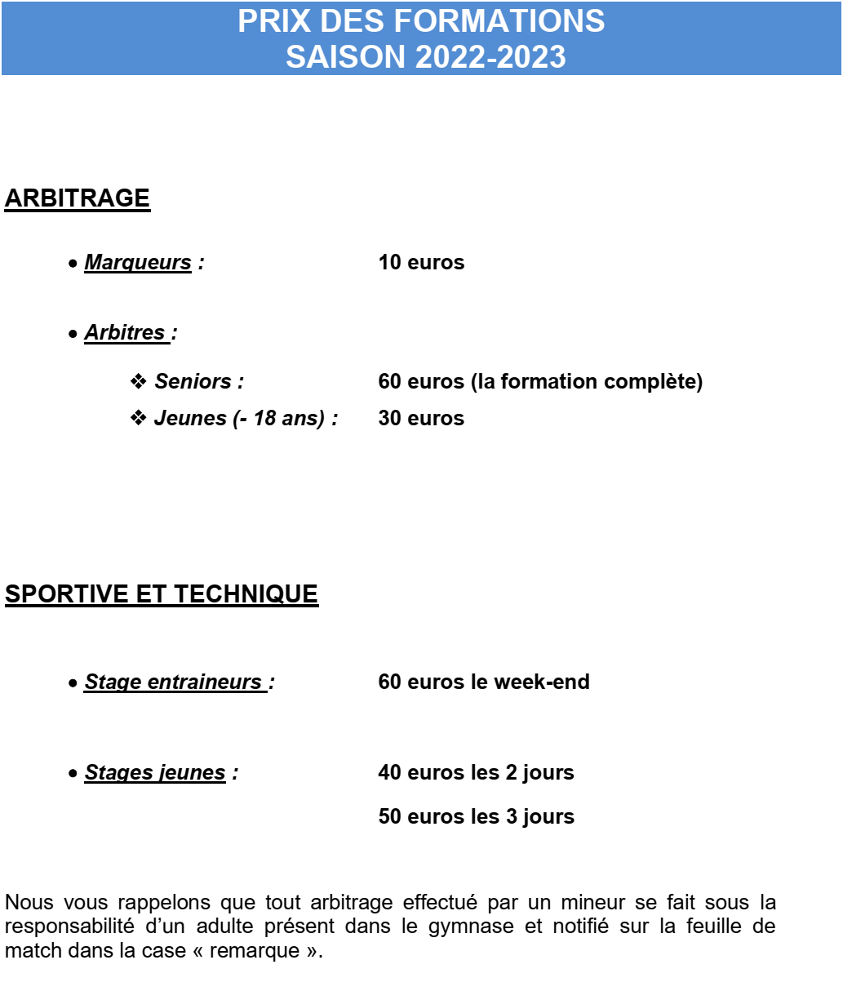 PRIX DES FORMATIONS
SAISON 2022-2023
ARBITRAGE
• Marqueurs : 10 euros
• Arbitres :
❖ Seniors : 60 euros (la formation complète)
❖ Jeunes (- 18 ans) : 30 euros
SPORTIVE ET TECHNIQUE
• Stage entraineurs : 60 euros le week-end
• Stages jeunes : 40 euros les 2 jours
50 euros les 3 jours
Nous vous rappelons que tout arbitrage effectué par un mineur se fait sous la
responsabilité d’un adulte présent dans le gymnase et notifié sur la feuille de
match dans la case « remarque ».